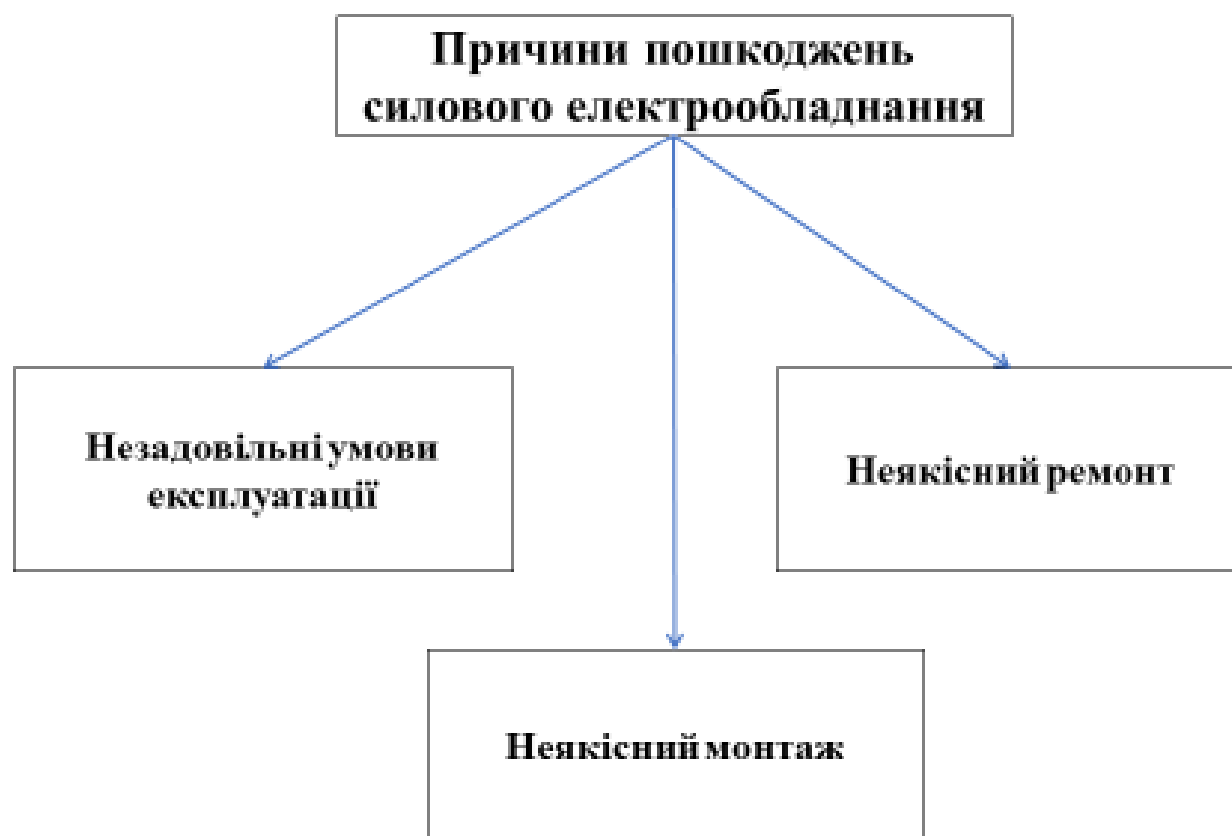 Причини пошкоджень
силового електрообладнання
Незадовільні умови
експлуатації
Неякісний ремонт
Неякісний монтаж